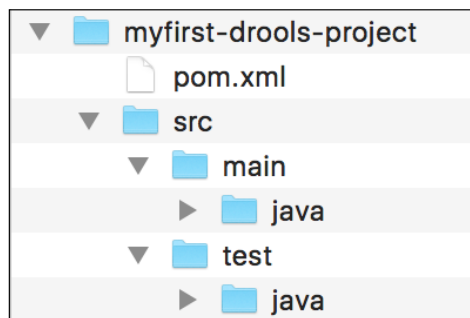 myfirst-drools-project
pom.xml
src
main
java
test
java